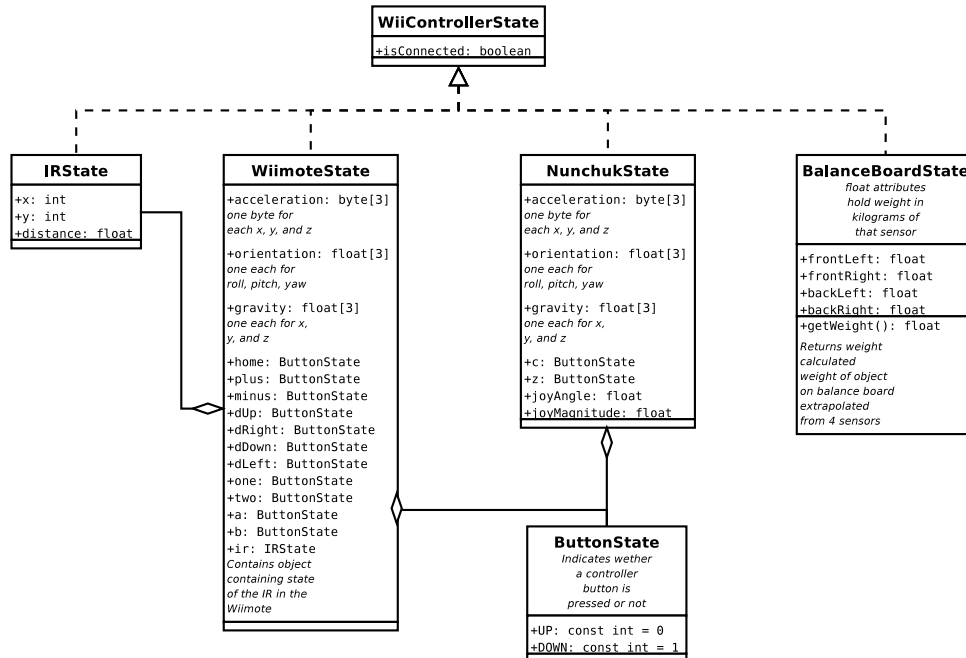 WiiControllerState
+isConnected: boolean
IRState
+x: int
+y: int
+distance: float
WiimoteState
+acceleration: byte[3]
one byte for
each x, y, and z
+orientation: float[3]
one each for
roll, pitch, yaw
+gravity: float[3]
one each for x,
y, and z
+home: ButtonState
+plus: ButtonState
+minus: ButtonState
+dUp: ButtonState
+dRight: ButtonState
+dDown: ButtonState
+dLeft: ButtonState
+one: ButtonState
+two: ButtonState
+a: ButtonState
+b: ButtonState
+ir: IRState
Contains object
containing state
of the IR in the
Wiimote
NunchukState
+acceleration: byte[3]
one byte for
each x, y, and z
+orientation: float[3]
one each for
roll, pitch, yaw
+gravity: float[3]
one each for x,
y, and z
+c: ButtonState
+z: ButtonState
+joyAngle: float
+joyMagnitude: float
BalanceBoardState
float attributes
hold weight in
kilograms of
that sensor
+frontLeft: float
+frontRight: float
+backLeft: float
+backRight: float
+getWeight(): float
Returns weight
calculated
weight of object
on balance board
extrapolated
from 4 sensors
ButtonState
Indicates wether
a controller
button is
pressed or not
+UP: const int = 0
+DOWN: const int = 1